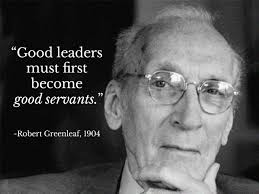 “Good leaders
must first
become
good servants.”
-Robert Greenleaf, 1904